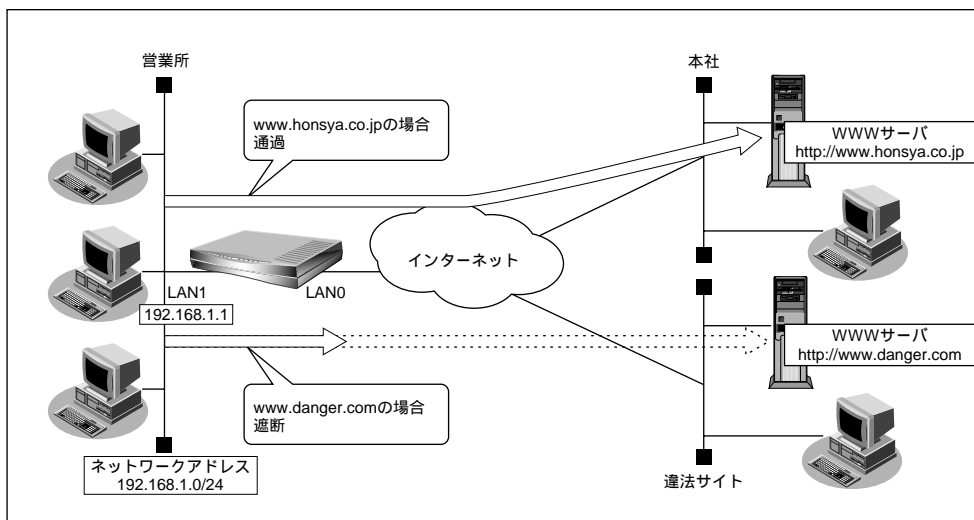 営業所
本社
www.honsya.co.jpの場合
通過
WWWサーバ
http://www.honsya.co.jp
インターネット
LAN1
LAN0
192.168.1.1
WWWサーバ
http://www.danger.com
www.danger.comの場合
遮断
ネットワークアドレス
192.168.1.0/24
違法サイト